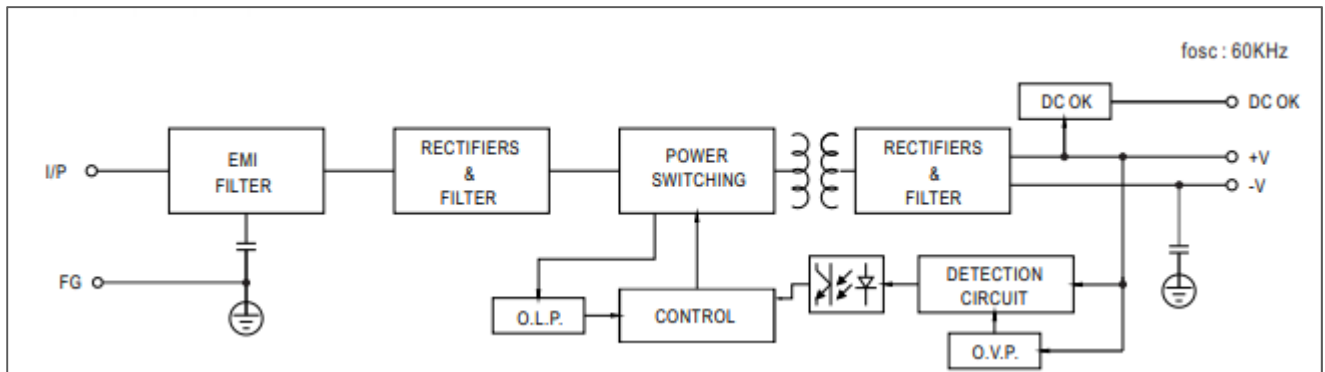 fosc : 60KHz
DC OK
DC OK
EMI
FILTER
RECTIFIERS
&
FILTER
POWER
SWITCHING
RECTIFIERS
&
FILTER
I/P
+V
-V
FG
O.L.P.
CONTROL
DETECTION
CIRCUIT
O.V.P.